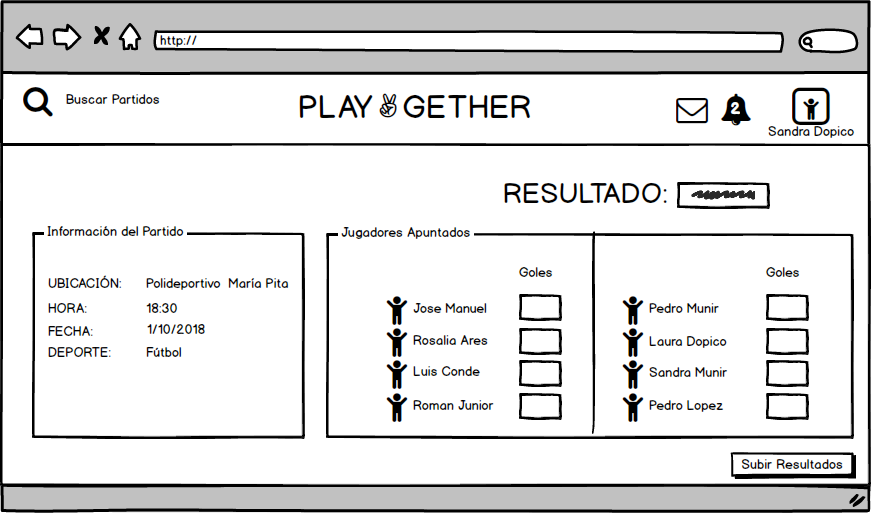 http://
Buscar Partidos
PLAY✌GETHER
2
Sandra Dopico
RESULTADO:
Información del Partido
UBICACIÓN: Polideportivo María Pita
HORA: 18:30
FECHA: 1/10/2018
DEPORTE: Fútbol
Jugadores Apuntados
Goles
Jose Manuel
Rosalia Ares
Luis Conde
Roman Junior
Goles
Pedro Munir
Laura Dopico
Sandra Munir
Pedro Lopez
Subir Resultados